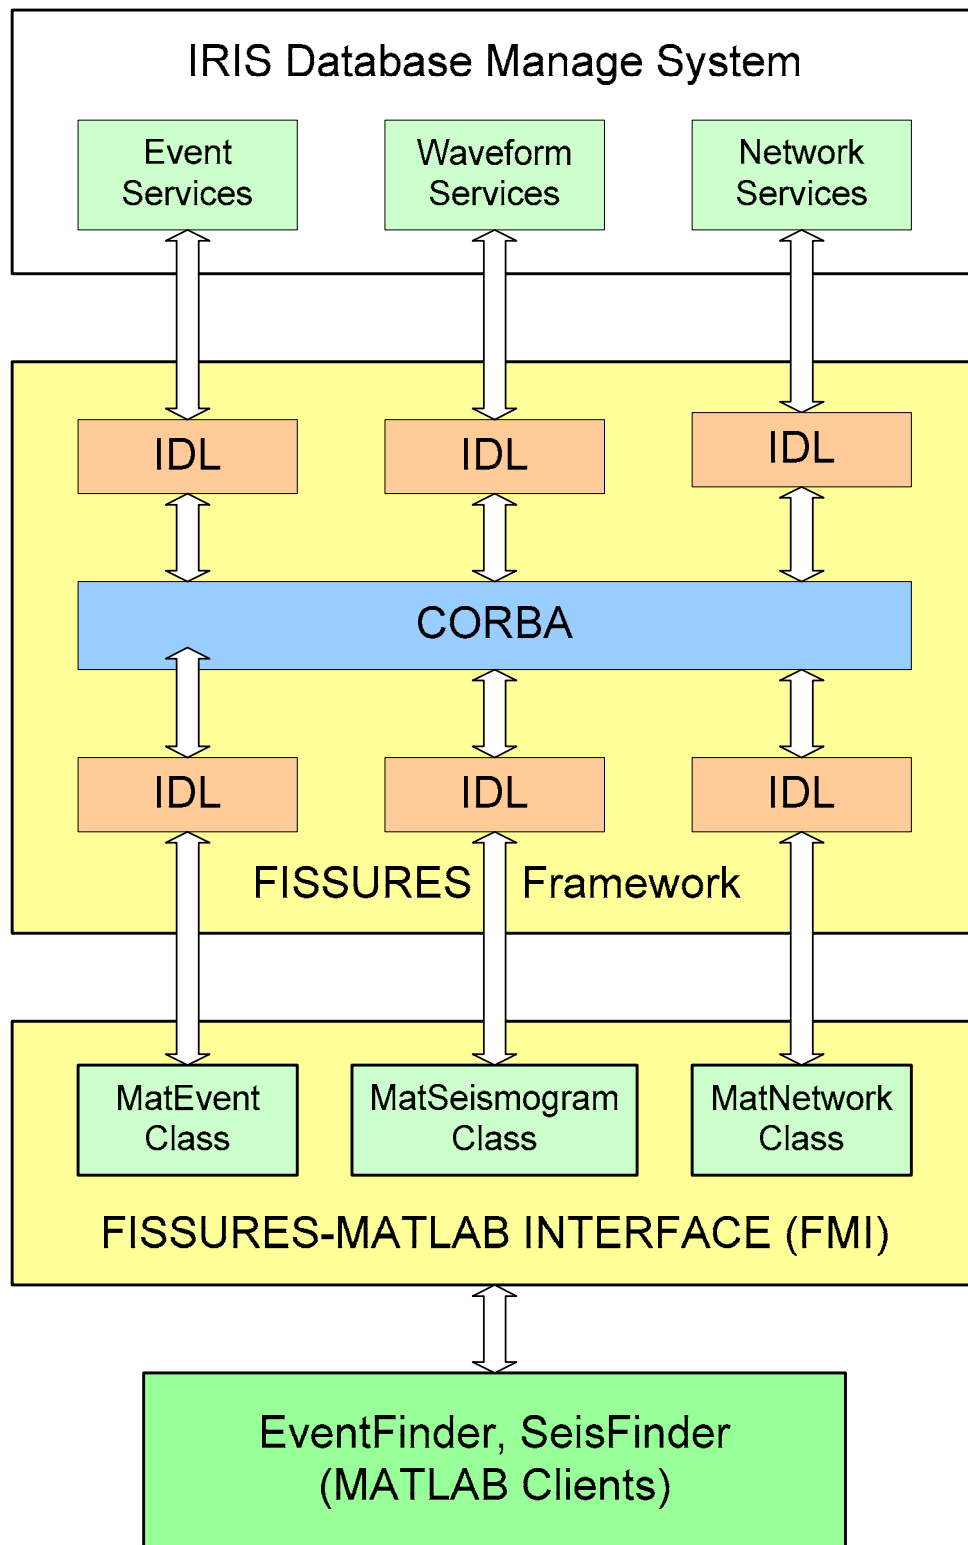 IRIS Database Manage System
Event
Services
Waveform
Services
Network
Services
IDL
IDL
IDL
CORBA
IDL
IDL
IDL
FISSURES Framework
MatEvent
Class
MatSeismogram
Class
MatNetwork
Class
FISSURES-MATLAB INTERFACE (FMI)
EventFinder, SeisFinder
(MATLAB Clients)